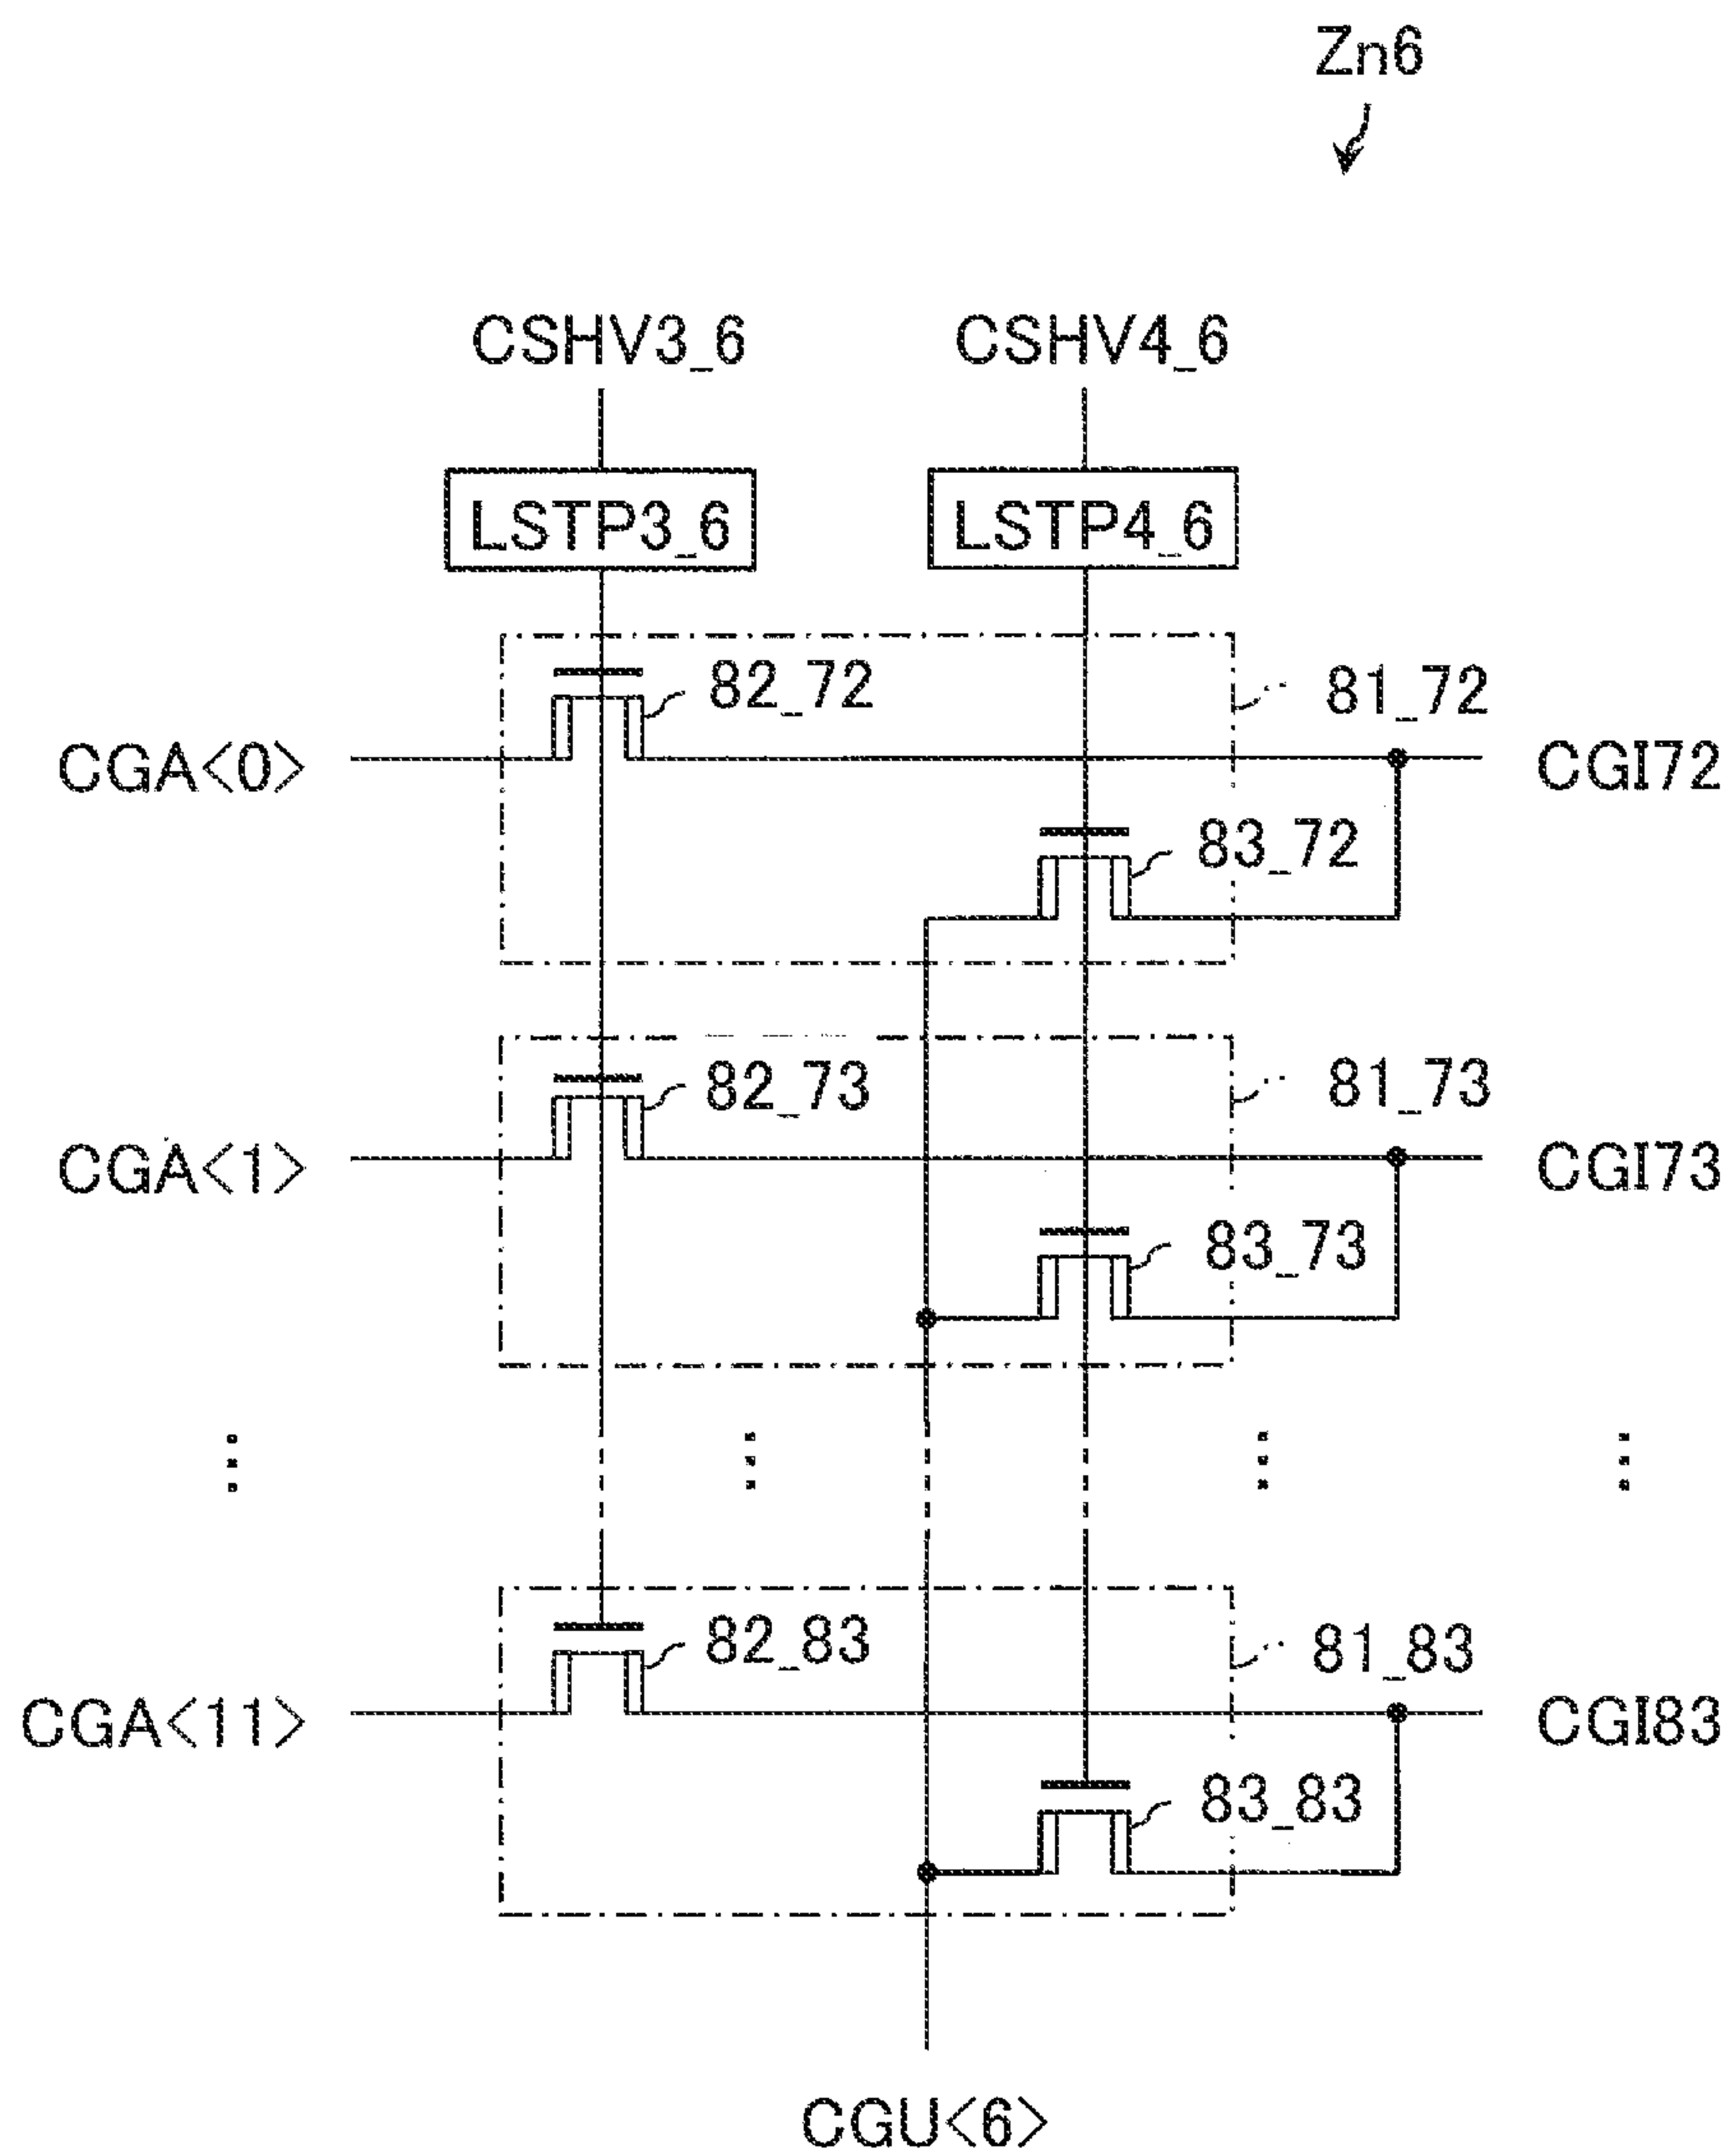 Zn6
CSHV3_6 CSHV4_6
LSTP3_6 LSTP4_6
82_72 81_72
CGA<0> CGI72
83_72
82_73 81_73
CGA<1> CGI73
83_73
82_83 81_83
CGA<11> CGI83
83_83
CGU<6>